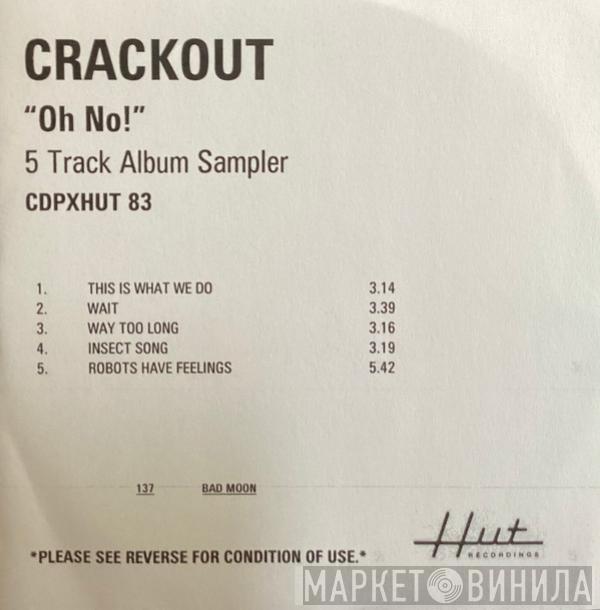 CRACKOUT
"Oh No!"
5 Track Album Sampler
CDPXHUT 83
1. THIS IS WHAT WE DO 3.14
2. WAIT 3.39
3. WAY TOO LONG 3.16
4. INSECT SONG 3.19
5. ROBOTS HAVE FEELINGS 5.42
137 BAD MOON
Hut
RECORDINGS
*PLEASE SEE REVERSE FOR CONDITION OF USE.*
МАРКЕТ ВИНИЛА